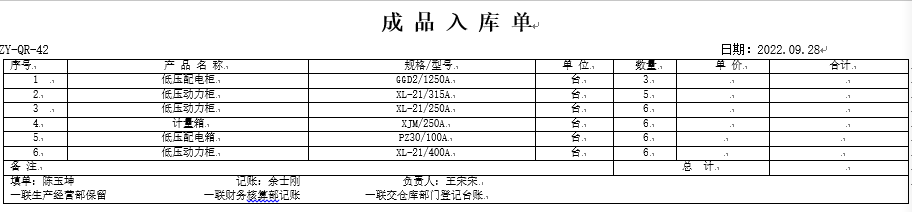 成品入库单
ZY-QR-42 日期：2022.09.28
序号 产品名称 规格/型号 单位 数量 单价 合计
1 低压配电柜 GGD2/1250A 台 3
2 低压动力柜 XL-21/315A 台 5
3 低压动力柜 XL-21/250A 台 6
4 计量箱 XJM/250A 台 6
5 低压配电箱 PZ30/100A 台 6
6 低压动力柜 XL-21/400A 台 6
备注 总计
填单：陈玉坤 记账：余士刚 负责人：王宋宋
一联生产经营部保留 一联财务核算部记账 一联交仓库部门登记台账